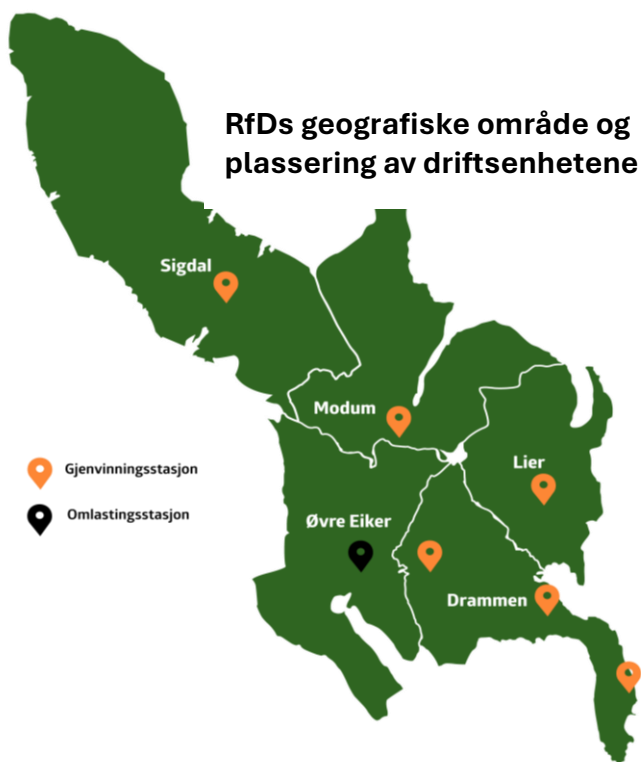 RfDs geografiske område og
plassering av driftsenhetene
Sigdal
Modum
Lier
Gjenvinningsstasjon
Omlastingsstasjon
Øvre Eiker
Drammen